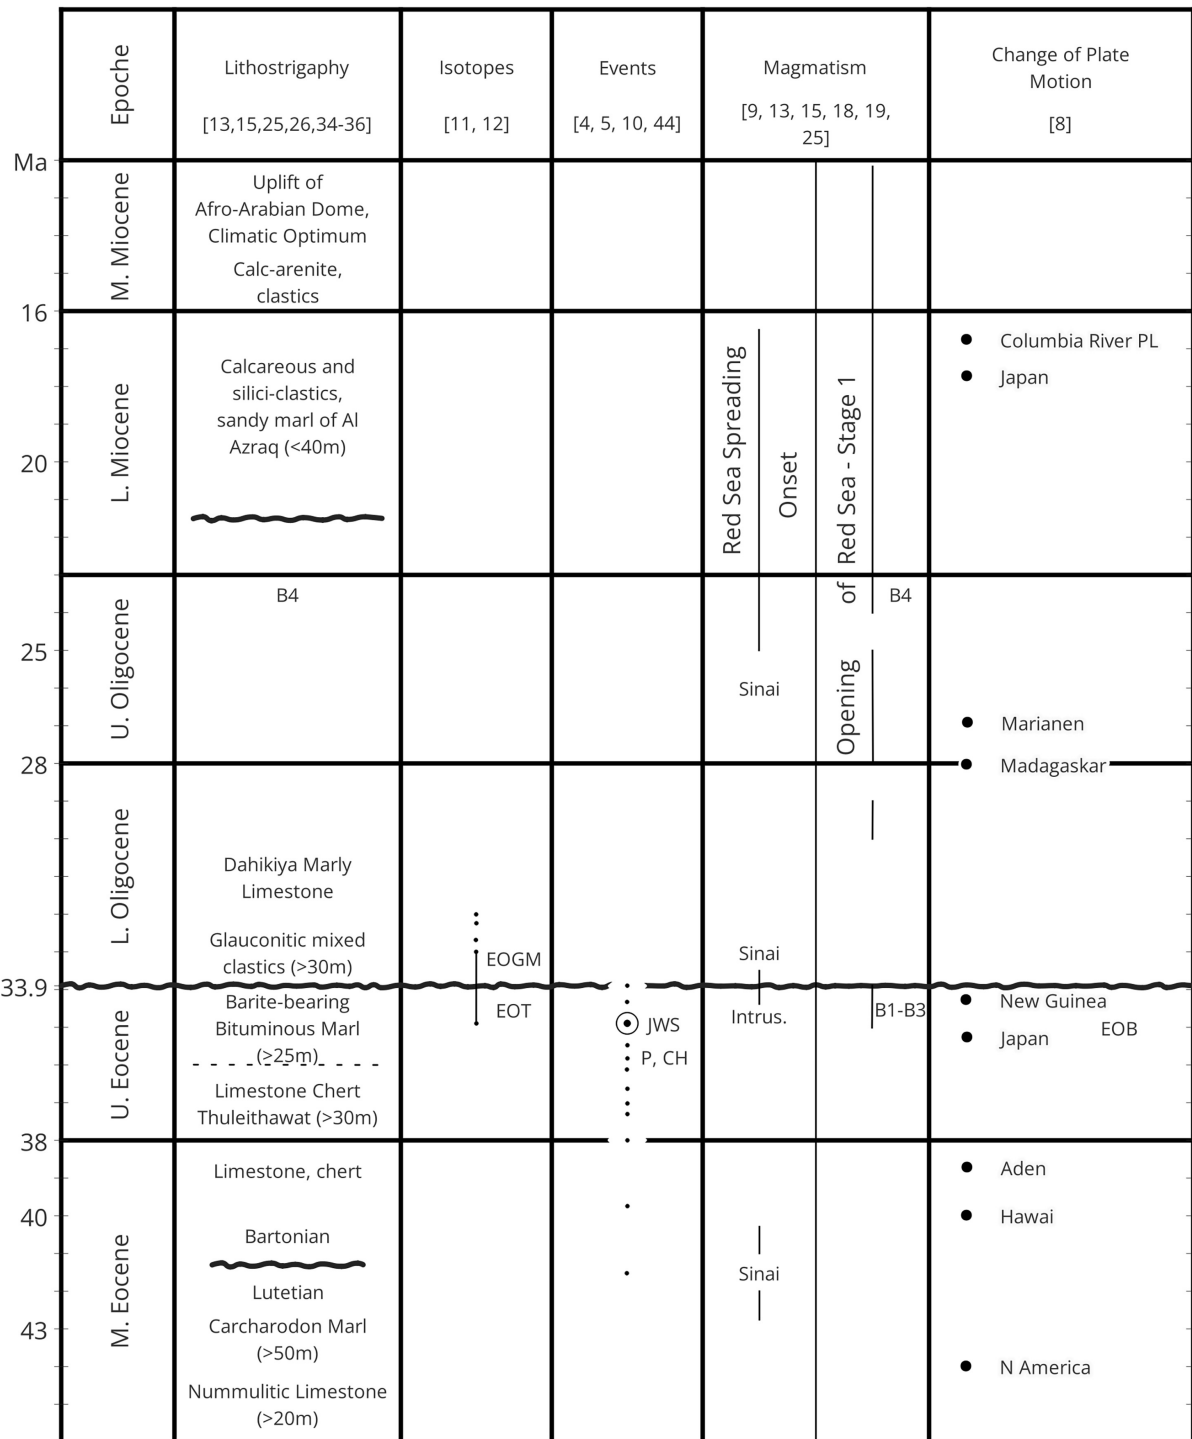 Epoche
Lithostrigaphy
[13,15,25,26,34-36]
Isotopes
[11, 12]
Events
[4, 5, 10, 44]
Magmatism
[9, 13, 15, 18, 19,
25]
Change of Plate
Motion
[8]
Ma
M. Miocene
Uplift of
Afro-Arabian Dome,
Climatic Optimum
Calc-arenite,
clastics
16
L. Miocene
Calcareous and
silici-clastics,
sandy marl of Al
Azraq (<40m)
Red Sea Spreading
Onset
of Red Sea - Stage 1
Opening
Columbia River PL
Japan
20
U. Oligocene
B4
B4
25
Sinai
Marianen
28
Madagaskar
L. Oligocene
Dahikiya Marly
Limestone
Glauconitic mixed
clastics (>30m)
EOGM
Sinai
33.9
U. Eocene
Barite-bearing
Bituminous Marl
(>25m)
EOT
JWS
P, CH
Intrus.
B1-B3
New Guinea
Japan
EOB
Limestone Chert
Thuleithawat (>30m)
38
M. Eocene
Limestone, chert
Aden
40
Hawai
Bartonian
Lutetian
Sinai
43
Carcharodon Marl
(>50m)
N America
Nummulitic Limestone
(>20m)